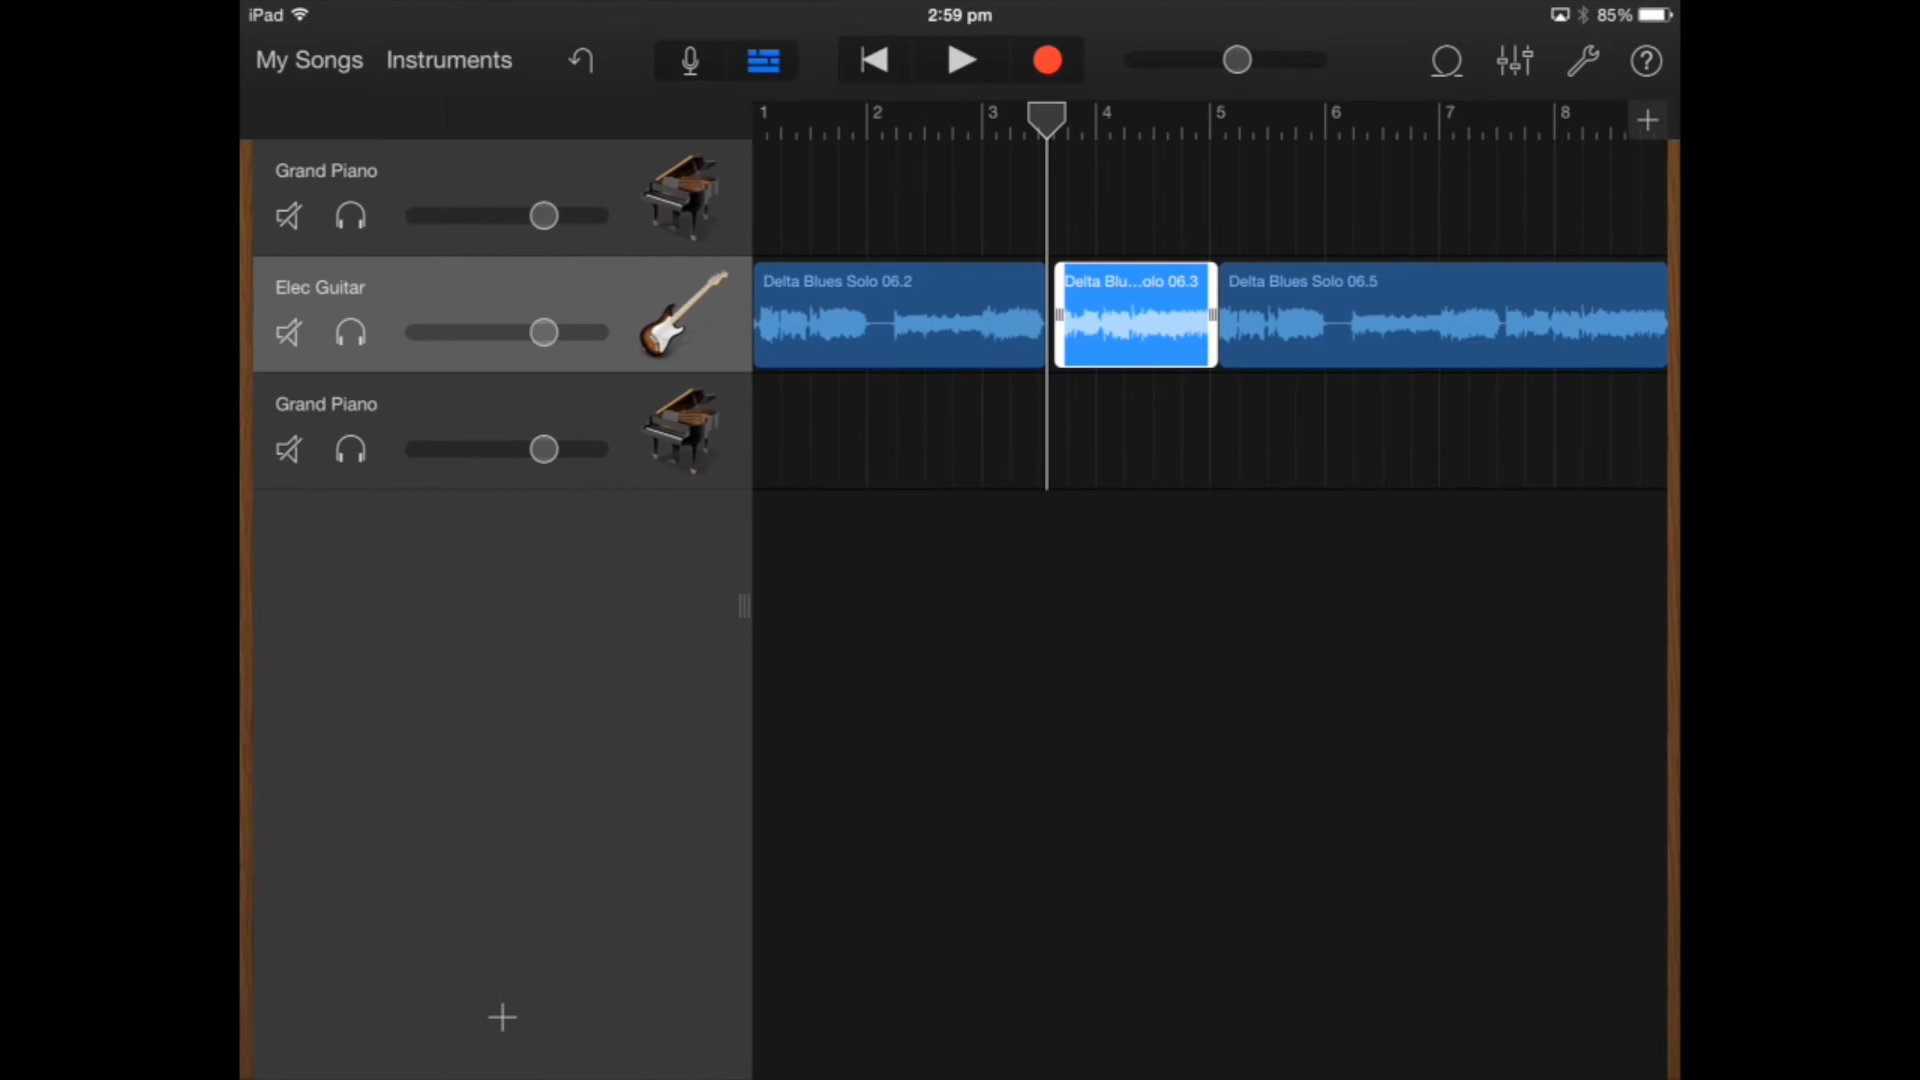 iPad 2:59 pm 85%
My Songs Instruments
1 2 3 4 5 6 7 8
Grand Piano
Elec Guitar
Delta Blues Solo 06.2 Delta Blu...olo 06.3 Delta Blues Solo 06.5
Grand Piano